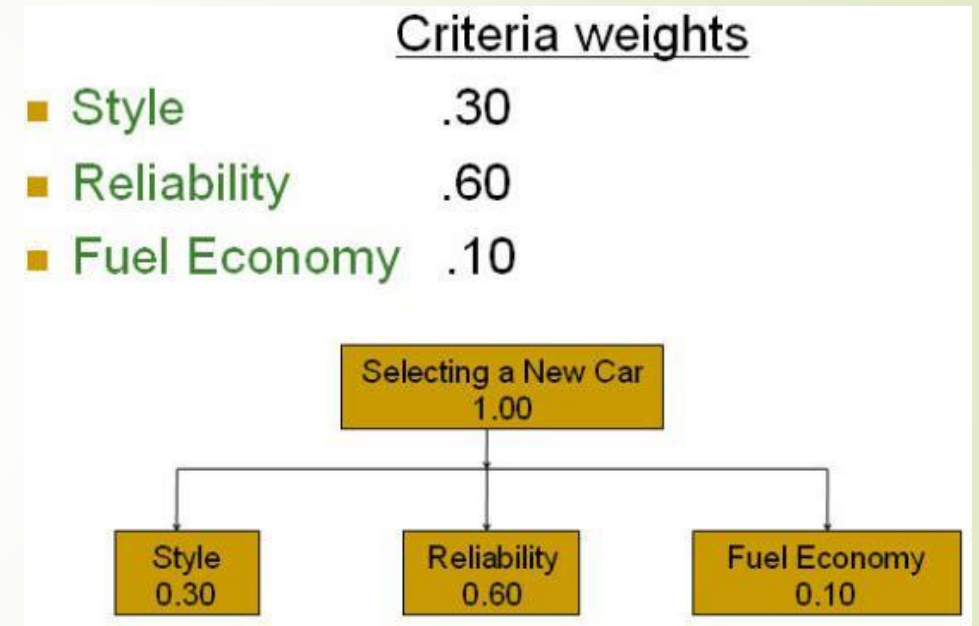 Criteria weights
Style .30
Reliability .60
Fuel Economy .10
Selecting a New Car
1.00
Style
0.30
Reliability
0.60
Fuel Economy
0.10